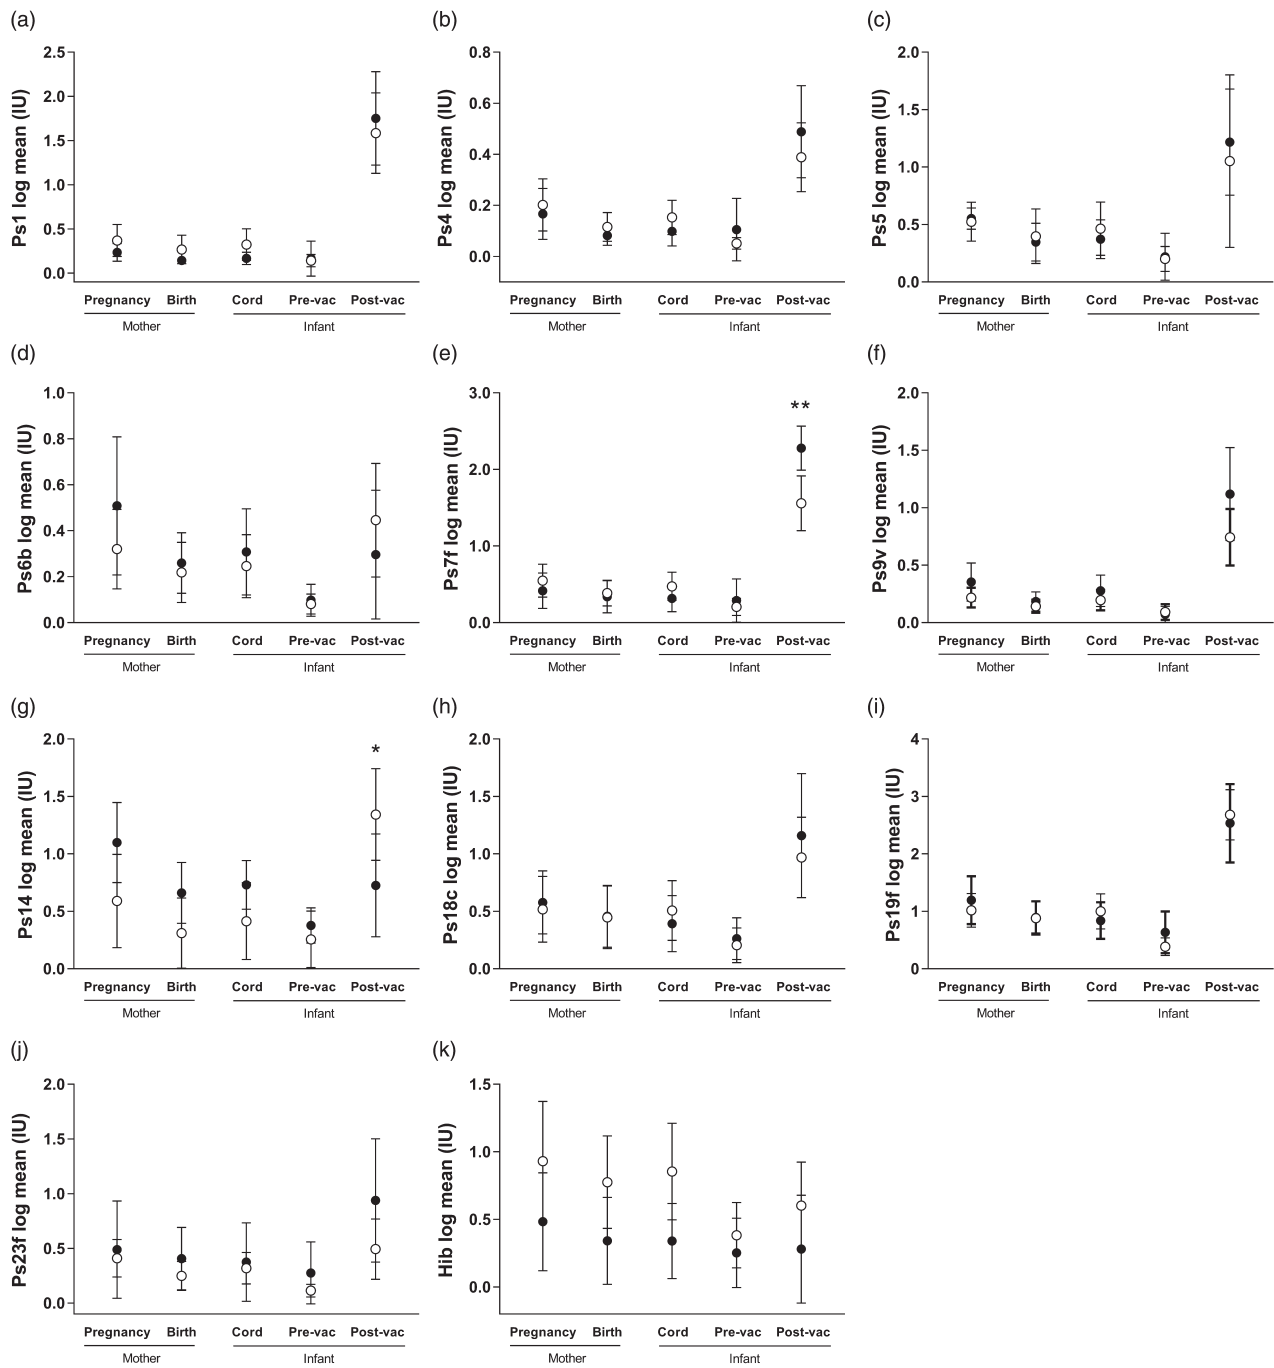 (a)
Ps1 log mean (IU)
2.5
2.0
1.5
1.0
0.5
0.0
Pregnancy Birth Cord Pre-vac Post-vac
Mother Infant
(b)
Ps4 log mean (IU)
0.8
0.6
0.4
0.2
0.0
Pregnancy Birth Cord Pre-vac Post-vac
Mother Infant
(c)
Ps5 log mean (IU)
2.0
1.5
1.0
0.5
0.0
Pregnancy Birth Cord Pre-vac Post-vac
Mother Infant
(d)
Ps6b log mean (IU)
1.0
0.8
0.6
0.4
0.2
0.0
Pregnancy Birth Cord Pre-vac Post-vac
Mother Infant
(e)
Ps7f log mean (IU)
3.0
2.0
1.0
0.0
**
Pregnancy Birth Cord Pre-vac Post-vac
Mother Infant
(f)
Ps9v log mean (IU)
2.0
1.5
1.0
0.5
0.0
Pregnancy Birth Cord Pre-vac Post-vac
Mother Infant
(g)
Ps14 log mean (IU)
2.0
1.5
1.0
0.5
0.0
*
Pregnancy Birth Cord Pre-vac Post-vac
Mother Infant
(h)
Ps18c log mean (IU)
2.0
1.5
1.0
0.5
0.0
Pregnancy Birth Cord Pre-vac Post-vac
Mother Infant
(i)
Ps19f log mean (IU)
4
3
2
1
0
Pregnancy Birth Cord Pre-vac Post-vac
Mother Infant
(j)
Ps23f log mean (IU)
2.0
1.5
1.0
0.5
0.0
Pregnancy Birth Cord Pre-vac Post-vac
Mother Infant
(k)
Hib log mean (IU)
1.5
1.0
0.5
0.0
Pregnancy Birth Cord Pre-vac Post-vac
Mother Infant